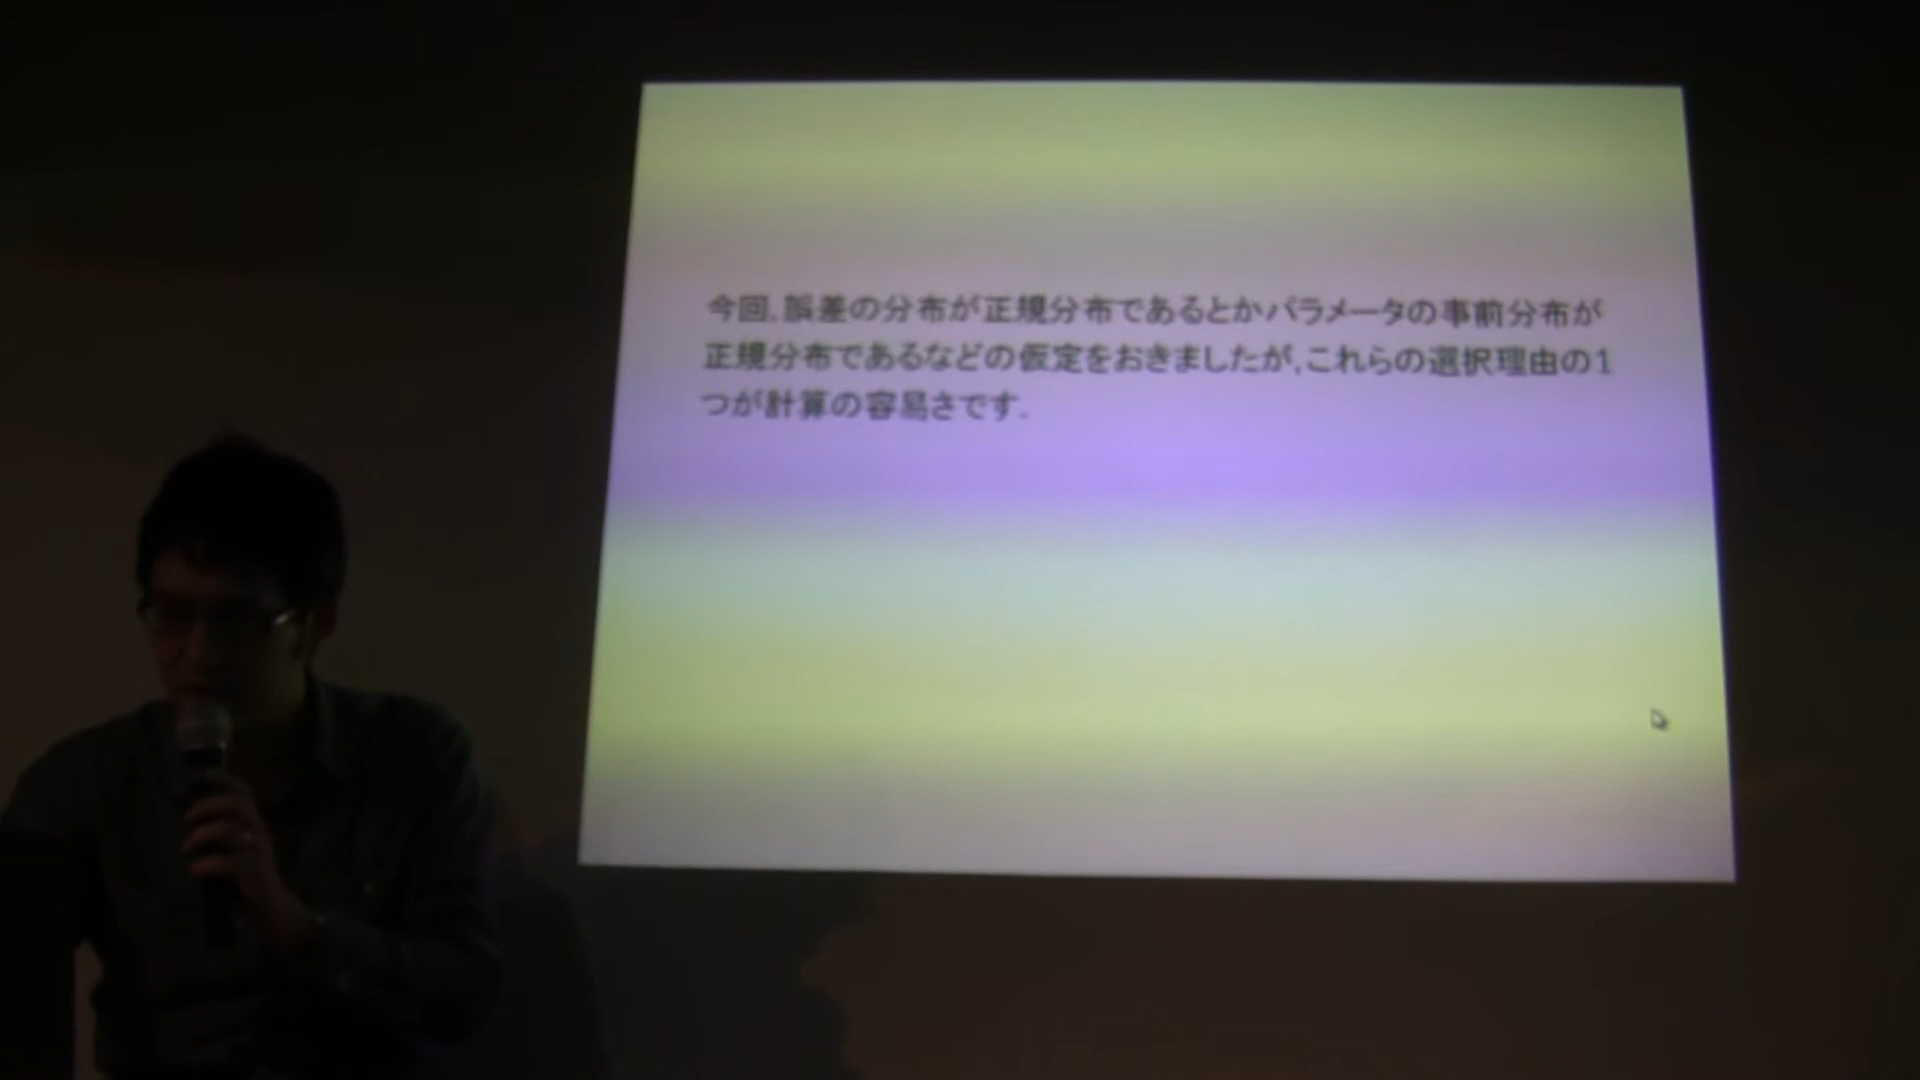 今回,誤差の分布が正規分布であるとかパラメータの事前分布が
正規分布であるなどの仮定をおきましたが,これらの選択理由の1
つが計算の容易さです.